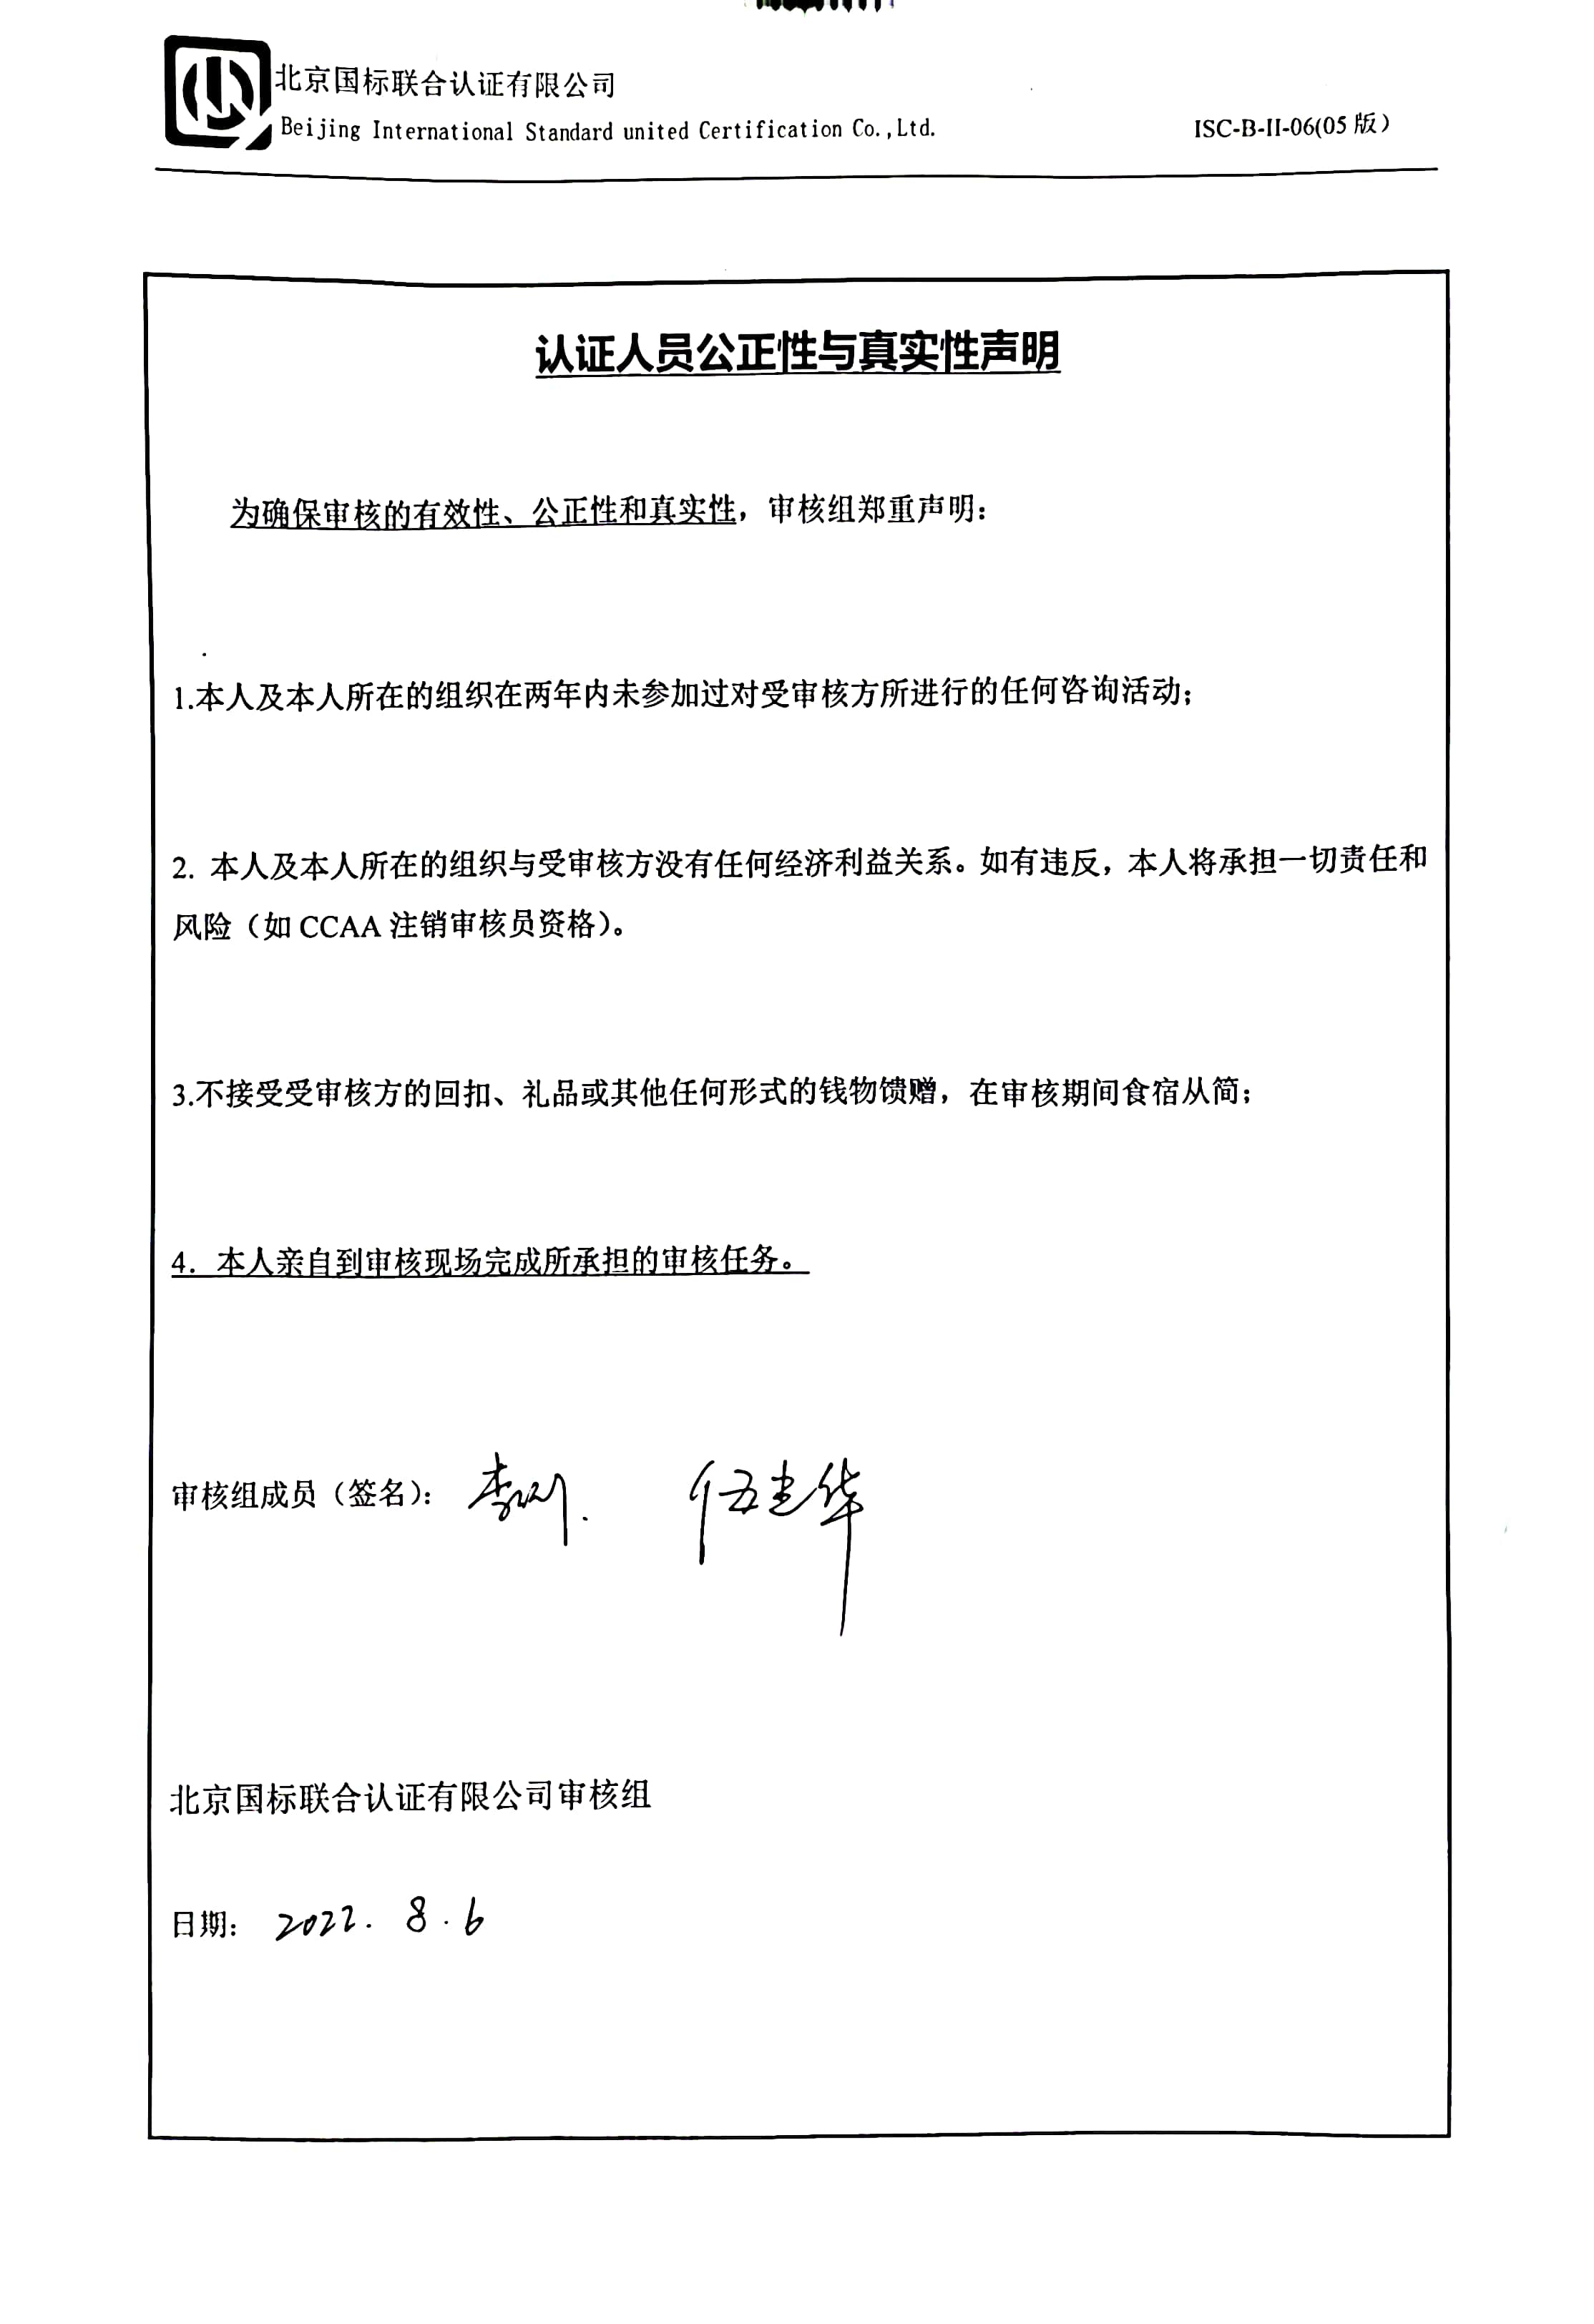 北京国标联合认证有限公司
Beijing International Standard united Certification Co.,Ltd.
ISC-B-II-06(05 版）
认证人员公正性与真实性声明
为确保审核的有效性、公正性和真实性，审核组郑重声明：
1.本人及本人所在的组织在两年内未参加过对受审核方所进行的任何咨询活动；
2. 本人及本人所在的组织与受审核方没有任何经济利益关系。如有违反，本人将承担一切责任和
风险（如 CCAA 注销审核员资格）。
3.不接受受审核方的回扣、礼品或其他任何形式的钱物馈赠，在审核期间食宿从简；
4. 本人亲自到审核现场完成所承担的审核任务。
审核组成员（签名）： 伍建华
北京国标联合认证有限公司审核组
日期： 2022. 8.6